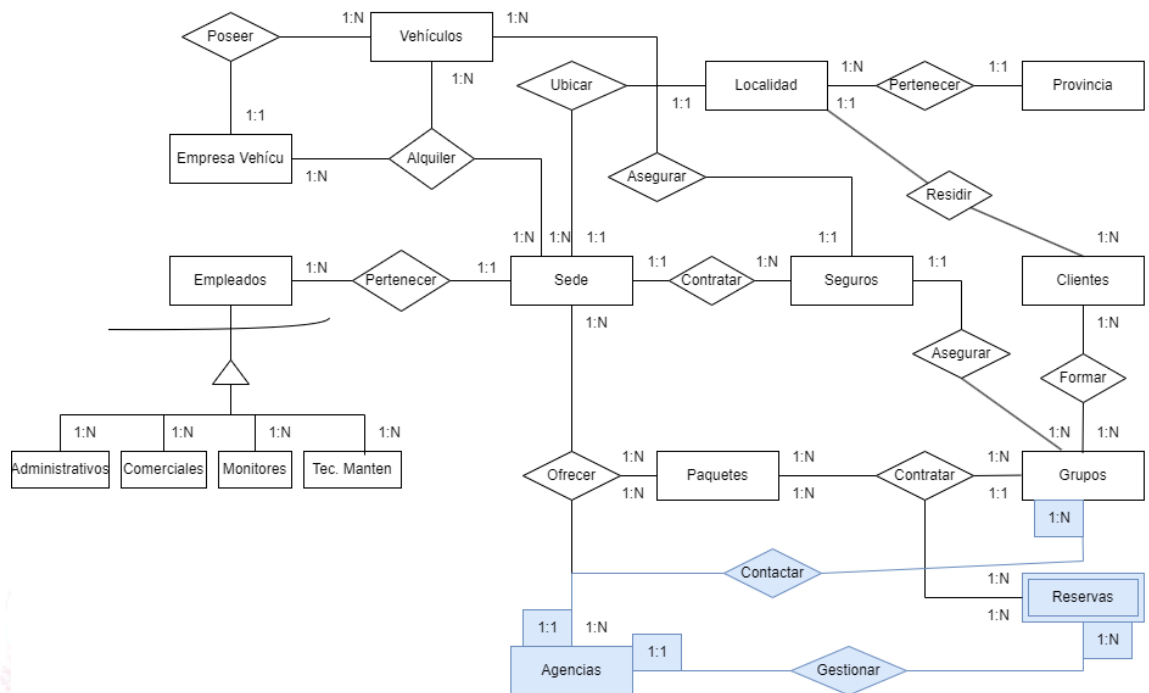 1:N
1:N
Poseer
Vehículos
1:N
Ubicar
Localidad
1:N
Pertenecer
1:1
Provincia
1:1
1:1
1:1
Empresa Vehícu
1:N
Alquiler
Asegurar
Residir
1:N
1:N
1:1
1:1
1:N
Empleados
1:N
Pertenecer
1:1
Sede
1:1
Contratar
1:N
Seguros
1:1
Clientes
1:N
1:N
Asegurar
Formar
1:N
1:N
1:N
1:N
1:N
1:N
Administrativos
Comerciales
Monitores
Tec. Manten
Ofrecer
1:N
1:N
Paquetes
1:N
1:N
Contratar
1:N
1:1
Grupos
1:N
Contactar
1:N
1:N
Reservas
1:1
1:N
1:1
1:N
Agencias
Gestionar